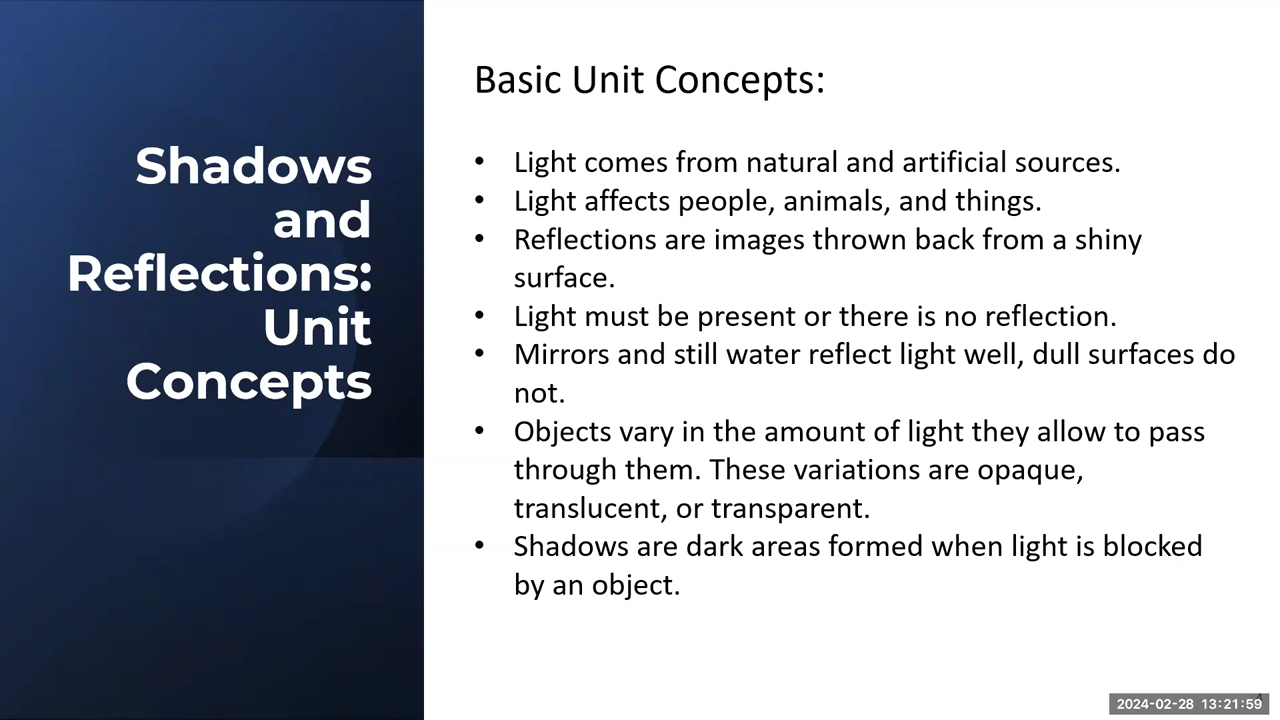 Shadows
and
Reflections:
Unit
Concepts
Basic Unit Concepts:
• Light comes from natural and artificial sources.
• Light affects people, animals, and things.
• Reflections are images thrown back from a shiny
surface.
• Light must be present or there is no reflection.
• Mirrors and still water reflect light well, dull surfaces do
not.
• Objects vary in the amount of light they allow to pass
through them. These variations are opaque,
translucent, or transparent.
• Shadows are dark areas formed when light is blocked
by an object.
2024-02-28 13:21:59